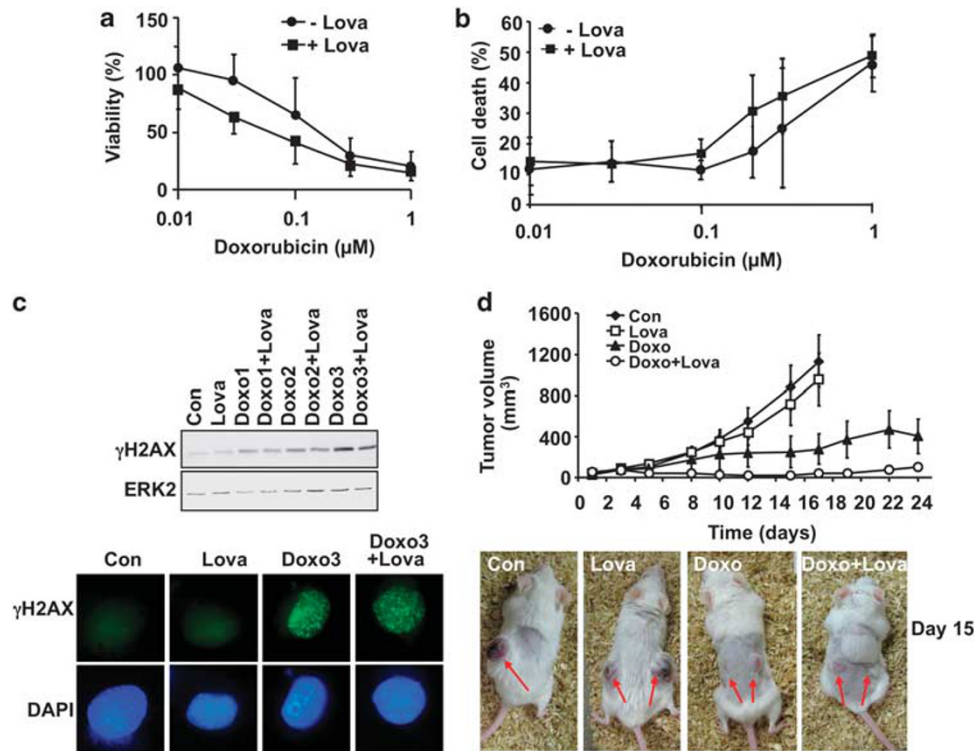 a
150
100
50
0
Viability (%)
- Lova
+ Lova
0.01 0.1 1
Doxorubicin (µM)
b
60
50
40
30
20
10
0
Cell death (%)
- Lova
+ Lova
0.01 0.1 1
Doxorubicin (µM)
c
Con Lova Doxo1 Doxo1+Lova Doxo2 Doxo2+Lova Doxo3 Doxo3+Lova
γH2AX
ERK2
Con Lova Doxo3 Doxo3
+Lova
γH2AX
DAPI
d
1600
1200
800
400
0
Tumor volume
(mm³)
Con
Lova
Doxo
Doxo+Lova
0 2 4 6 8 10 12 14 16 18 20 22 24
Time (days)
Con Lova Doxo Doxo+Lova
Day 15